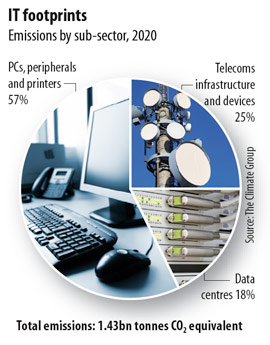 IT footprints
Emissions by sub-sector, 2020
PCs, peripherals
and printers
57%
Telecoms
infrastructure
and devices
25%
Source: The Climate Group
Data
centres 18%
Total emissions: 1.43bn tonnes CO₂ equivalent